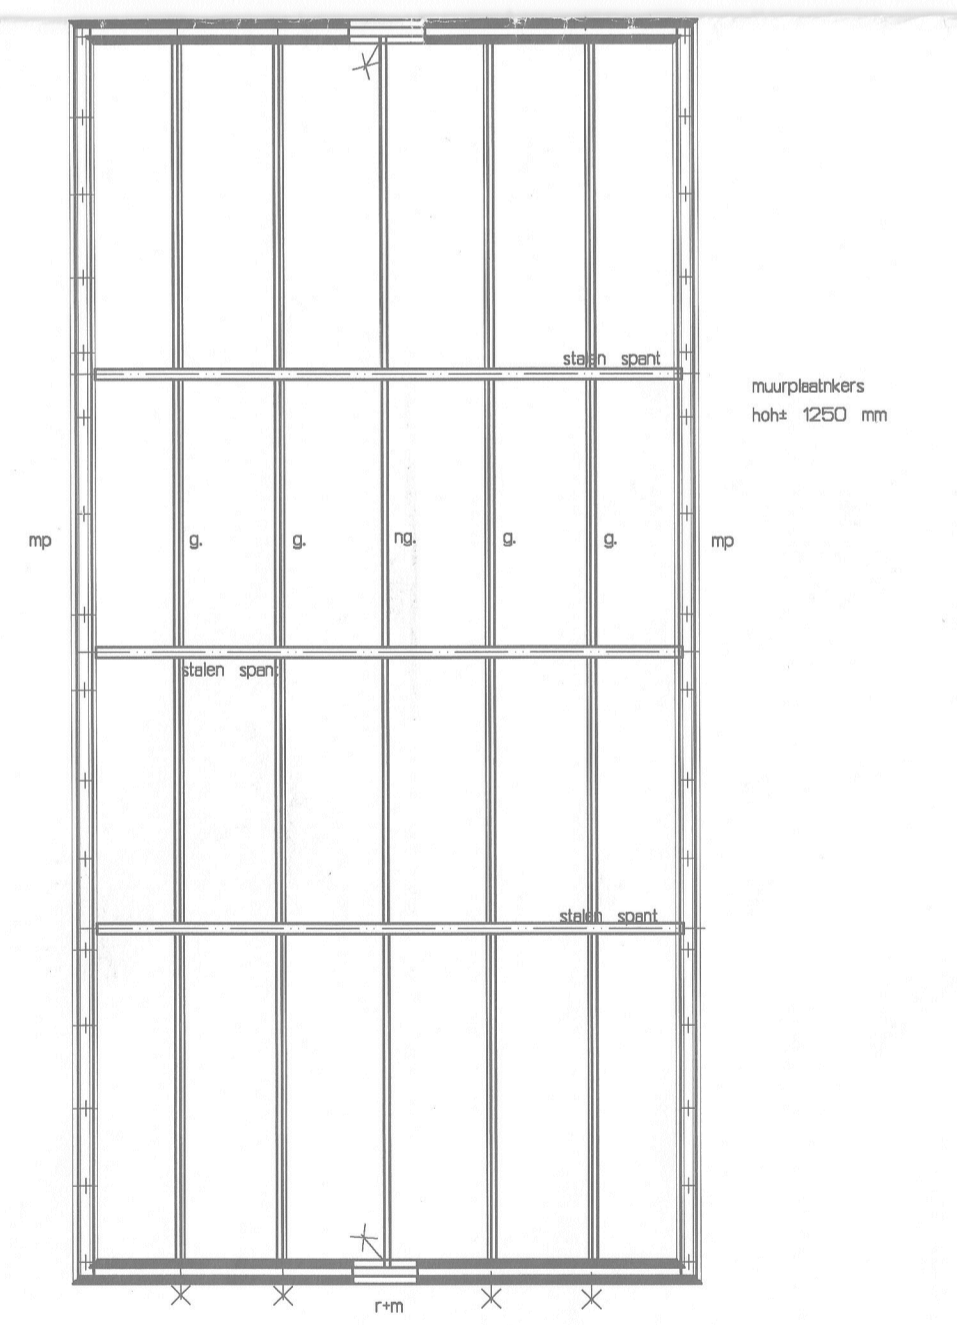 stalen spant
muurplaatnkers
hoh± 1250 mm
mp g. g. ng. g. g. mp
stalen spant
stalen spant
r+m